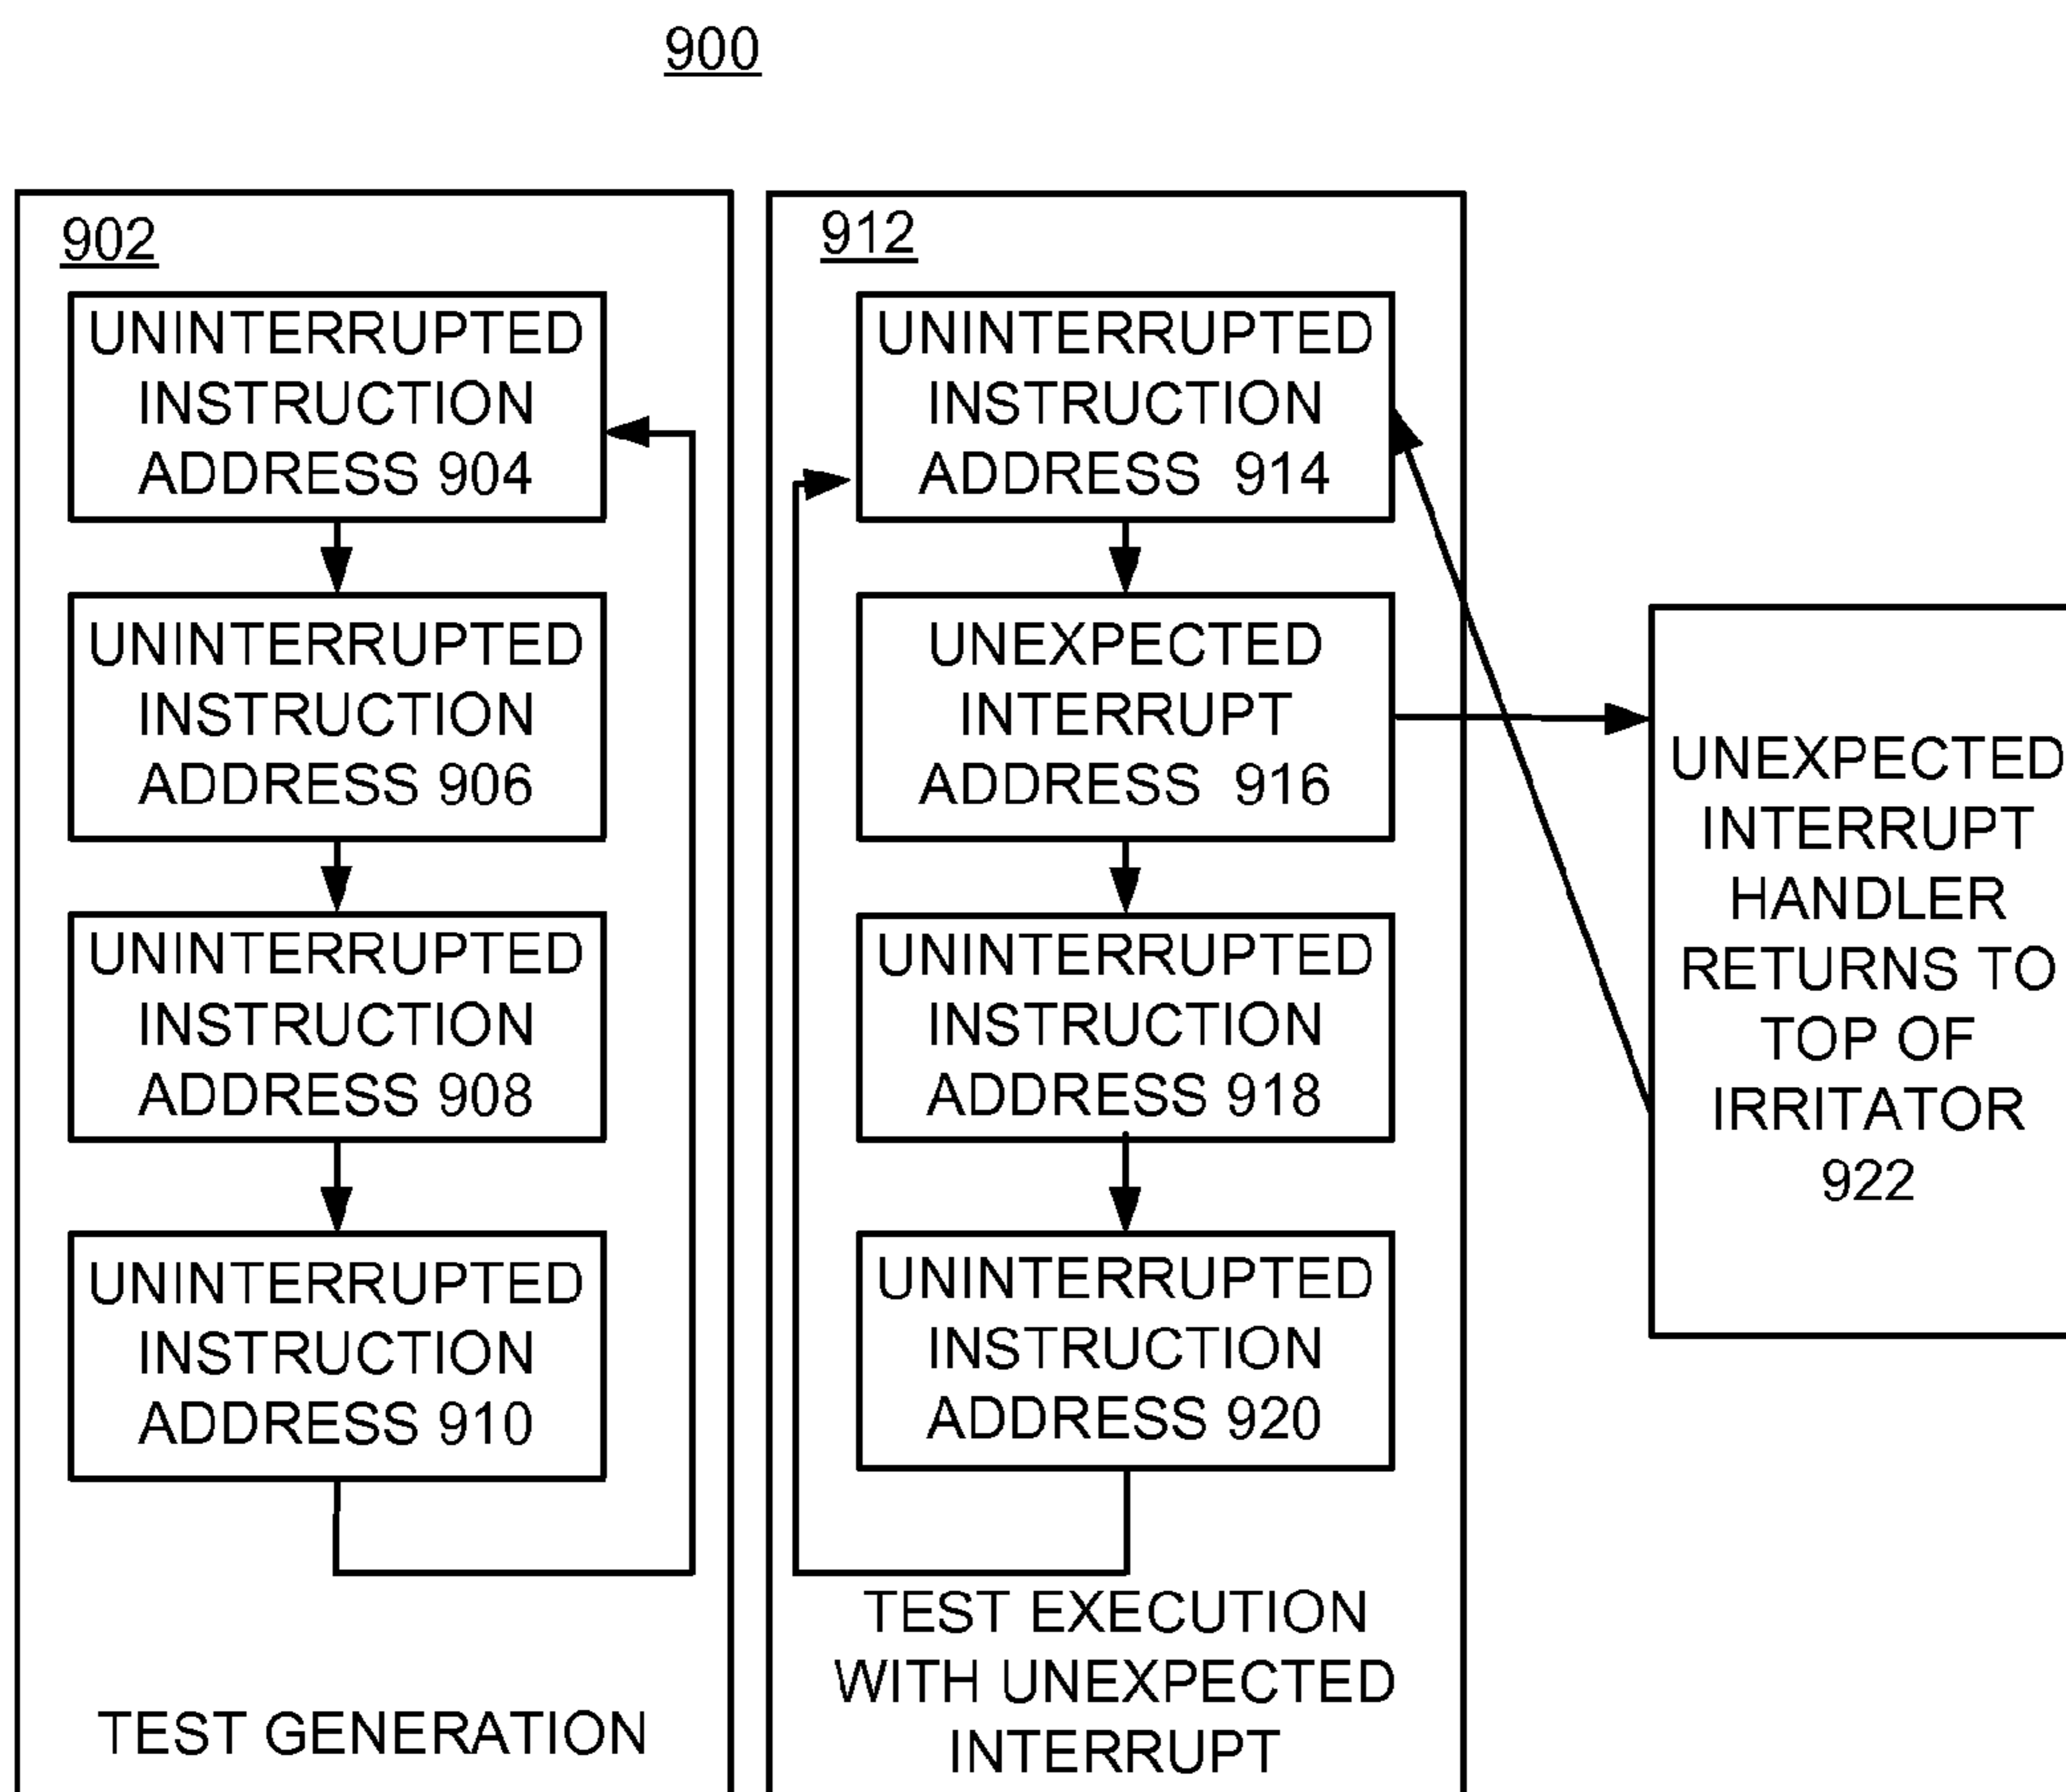 900
902
UNINTERRUPTED
INSTRUCTION
ADDRESS 904
UNINTERRUPTED
INSTRUCTION
ADDRESS 906
UNINTERRUPTED
INSTRUCTION
ADDRESS 908
UNINTERRUPTED
INSTRUCTION
ADDRESS 910
TEST GENERATION
912
UNINTERRUPTED
INSTRUCTION
ADDRESS 914
UNEXPECTED
INTERRUPT
ADDRESS 916
UNINTERRUPTED
INSTRUCTION
ADDRESS 918
UNINTERRUPTED
INSTRUCTION
ADDRESS 920
TEST EXECUTION
WITH UNEXPECTED
INTERRUPT
UNEXPECTED
INTERRUPT
HANDLER
RETURNS TO
TOP OF
IRRITATOR
922